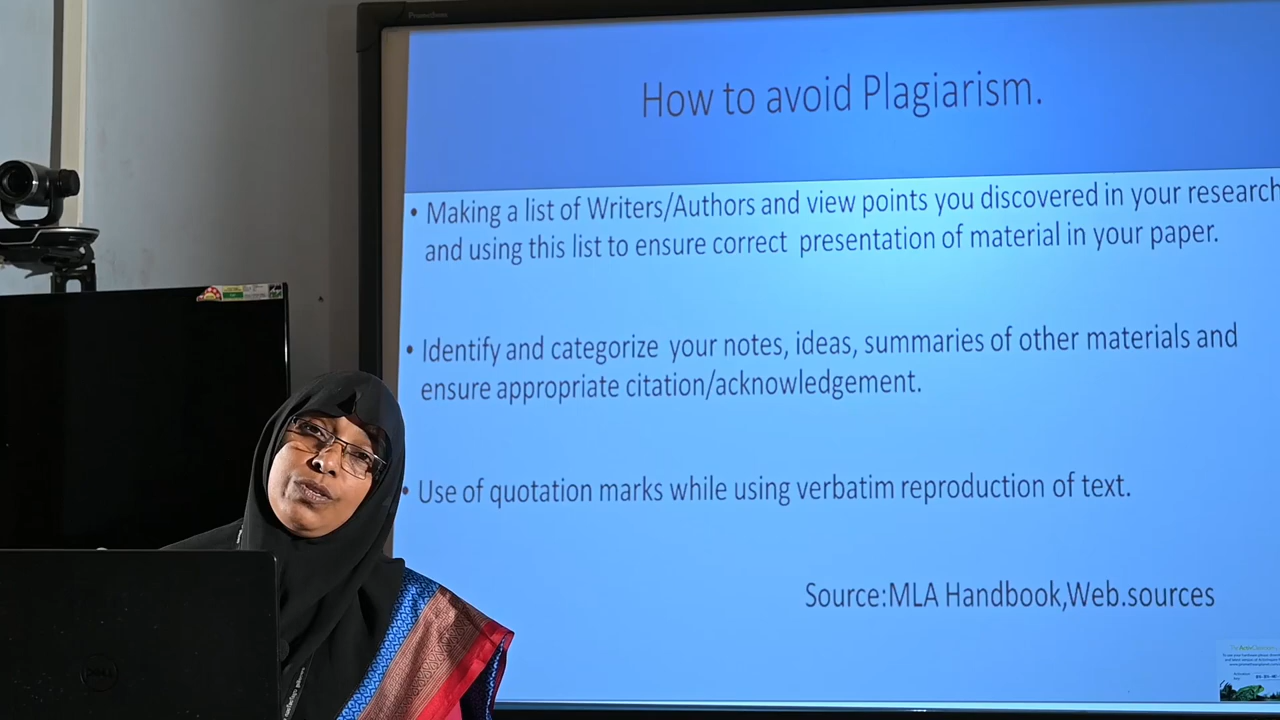 Promethean
How to avoid Plagiarism.
• Making a list of Writers/Authors and view points you discovered in your research
and using this list to ensure correct presentation of material in your paper.
• Identify and categorize your notes, ideas, summaries of other materials and
ensure appropriate citation/acknowledgement.
• Use of quotation marks while using verbatim reproduction of text.
Source:MLA Handbook,Web.sources
DELL